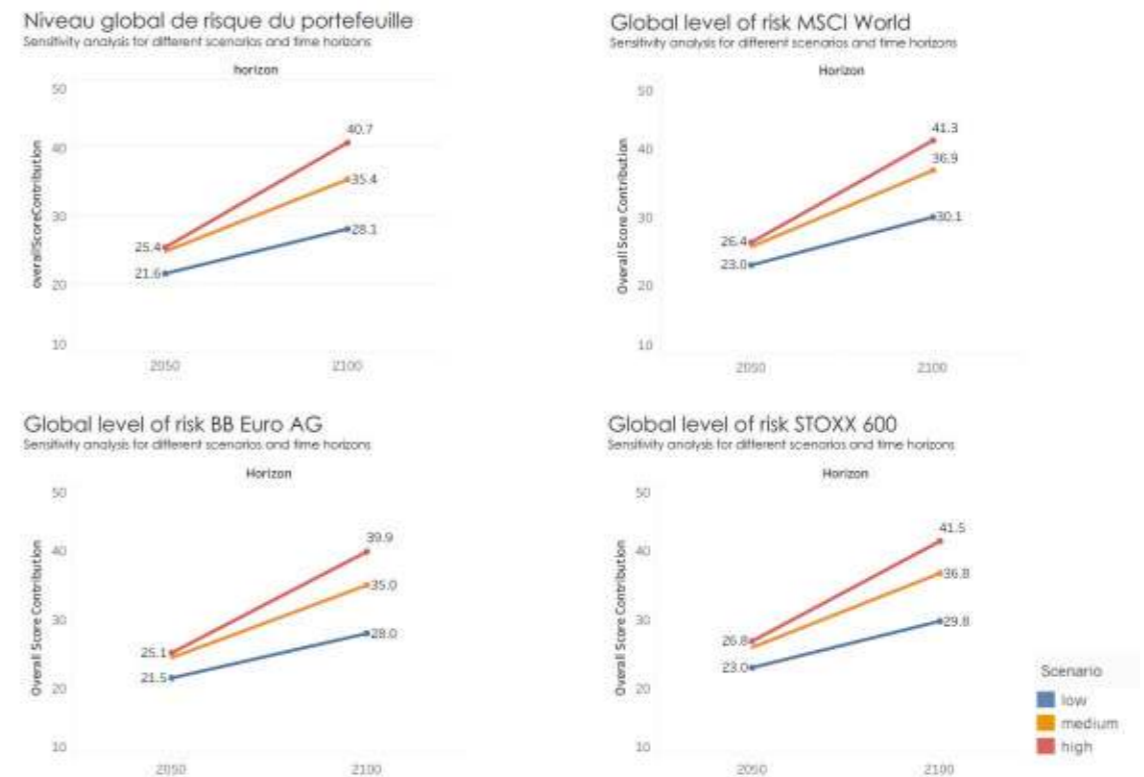 Niveau global de risque du portefeuille
Sensitivity analysis for different scenarios and time horizons
horizon
overallScoreContribution
50
40
30
20
10
40.7
35.4
28.1
25.4
21.6
2050
2100
Global level of risk MSCI World
Sensitivity analysis for different scenarios and time horizons
Horizon
Overall Score Contribution
50
40
30
20
10
41.3
36.9
30.1
26.4
23.0
2050
2100
Global level of risk BB Euro AG
Sensitivity analysis for different scenarios and time horizons
Horizon
Overall Score Contribution
50
40
30
20
10
39.9
35.0
28.0
25.1
21.5
2050
2100
Global level of risk STOXX 600
Sensitivity analysis for different scenarios and time horizons
Horizon
Overall Score Contribution
50
40
30
20
10
41.5
36.8
29.8
26.8
23.0
2050
2100
Scenario
low
medium
high